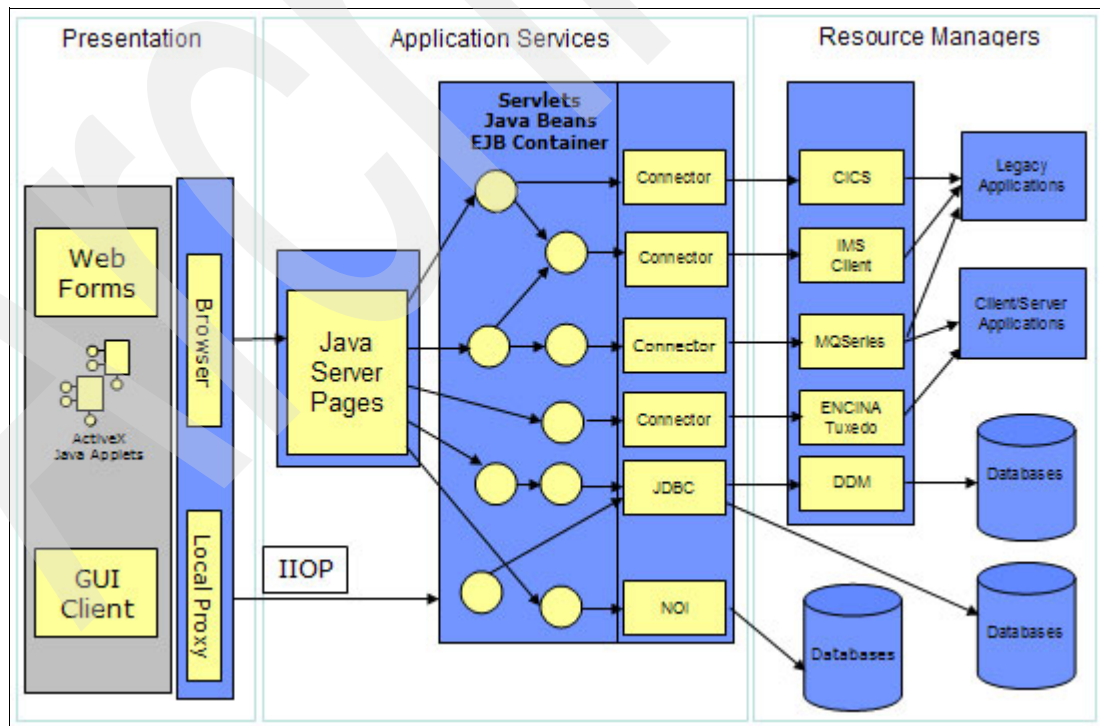 Presentation
Application Services
Resource Managers
Web
Forms
ActiveX
Java Applets
GUI
Client
Browser
Local Proxy
IIOP
Java
Server
Pages
Servlets
Java Beans
EJB Container
Connector
Connector
Connector
Connector
JDBC
NOI
CICS
IMS
Client
MQSeries
ENCINA
Tuxedo
DDM
Legacy
Applications
Client/Server
Applications
Databases
Databases
Databases